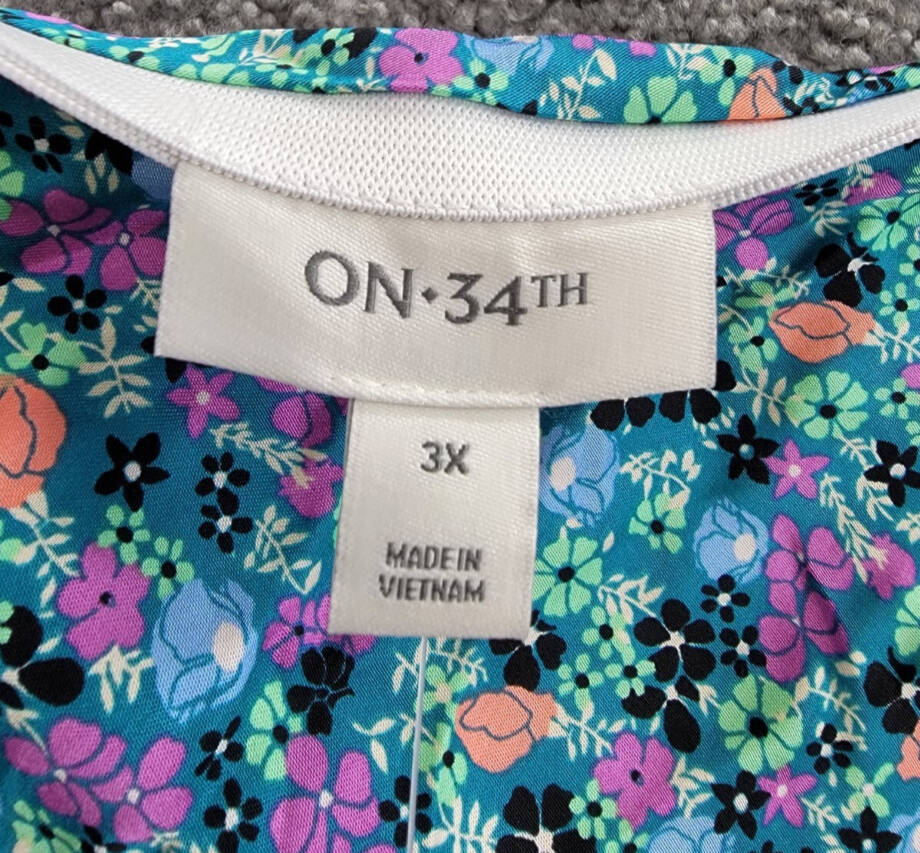 ON·34TH
3X
MADE IN
VIETNAM